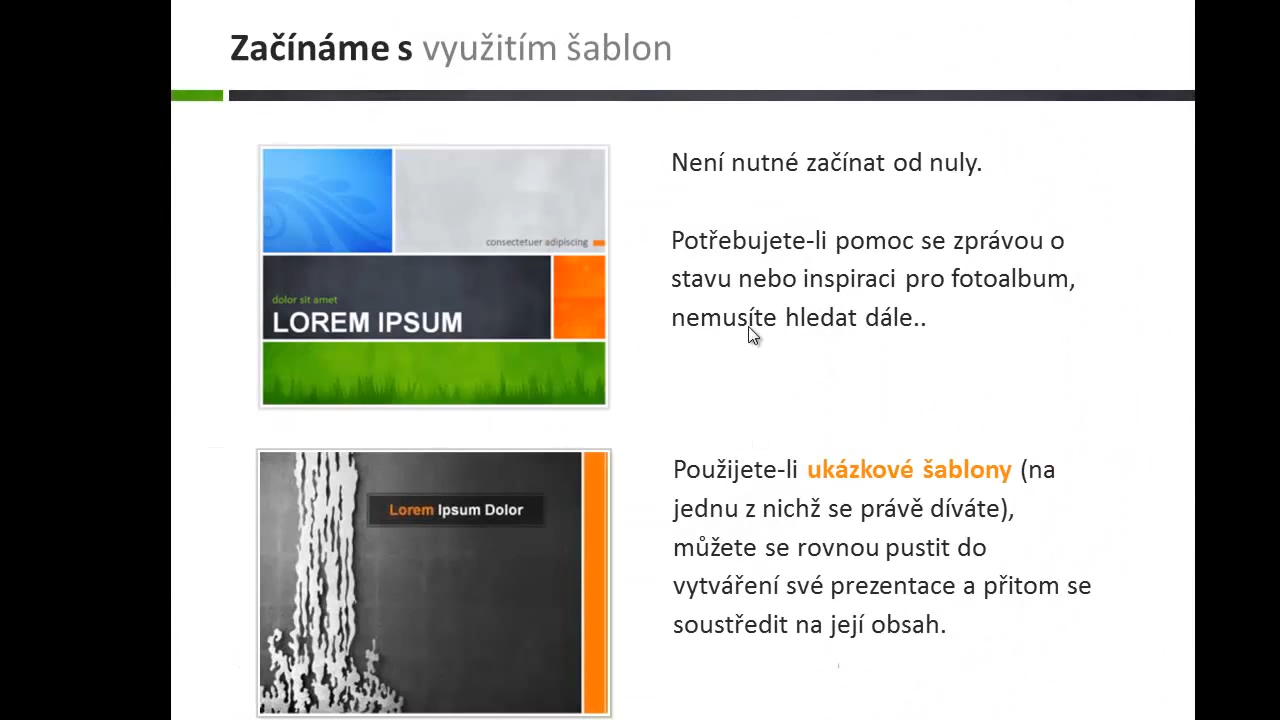 Začínáme s využitím šablon
consectetuer adipiscing
dolor sit amet
LOREM IPSUM
Není nutné začínat od nuly.
Potřebujete-li pomoc se zprávou o
stavu nebo inspiraci pro fotoalbum,
nemusíte hledat dále..
Lorem Ipsum Dolor
Použijete-li ukázkové šablony (na
jednu z nichž se právě díváte),
můžete se rovnou pustit do
vytváření své prezentace a přitom se
soustředit na její obsah.